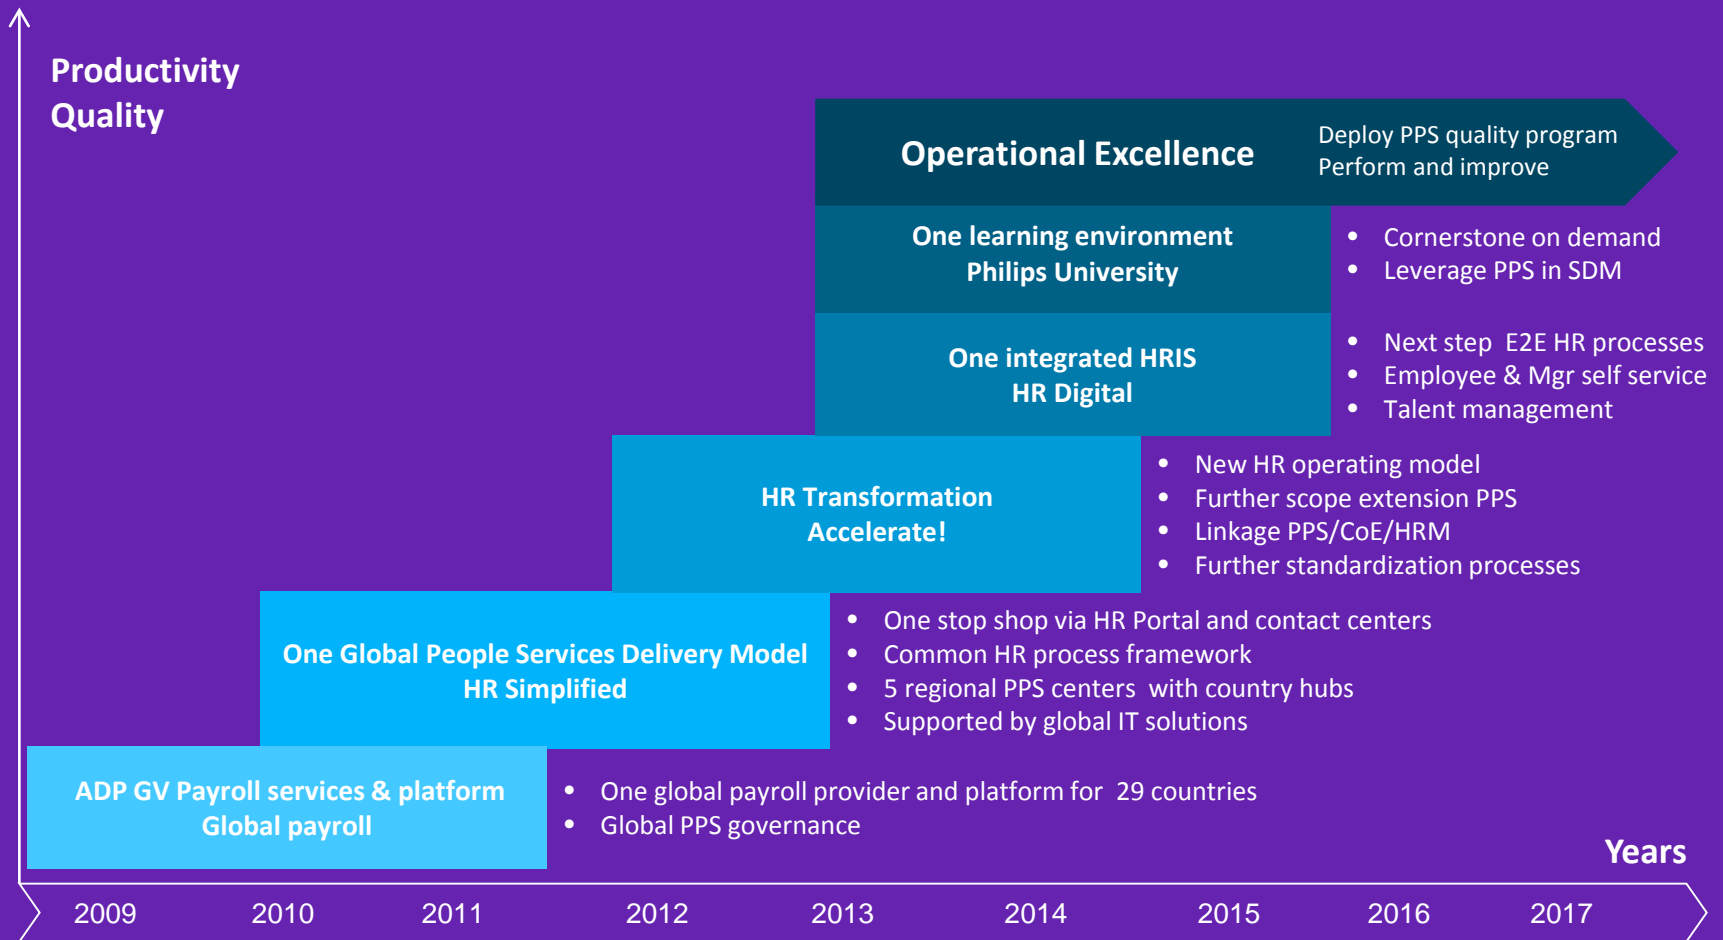 Productivity
Quality
Operational Excellence
Deploy PPS quality program
Perform and improve
One learning environment
Philips University
• Cornerstone on demand
• Leverage PPS in SDM
One integrated HRIS
HR Digital
• Next step E2E HR processes
• Employee & Mgr self service
• Talent management
HR Transformation
Accelerate!
• New HR operating model
• Further scope extension PPS
• Linkage PPS/CoE/HRM
• Further standardization processes
One Global People Services Delivery Model
HR Simplified
• One stop shop via HR Portal and contact centers
• Common HR process framework
• 5 regional PPS centers with country hubs
• Supported by global IT solutions
ADP GV Payroll services & platform
Global payroll
• One global payroll provider and platform for 29 countries
• Global PPS governance
Years
2009 2010 2011 2012 2013 2014 2015 2016 2017